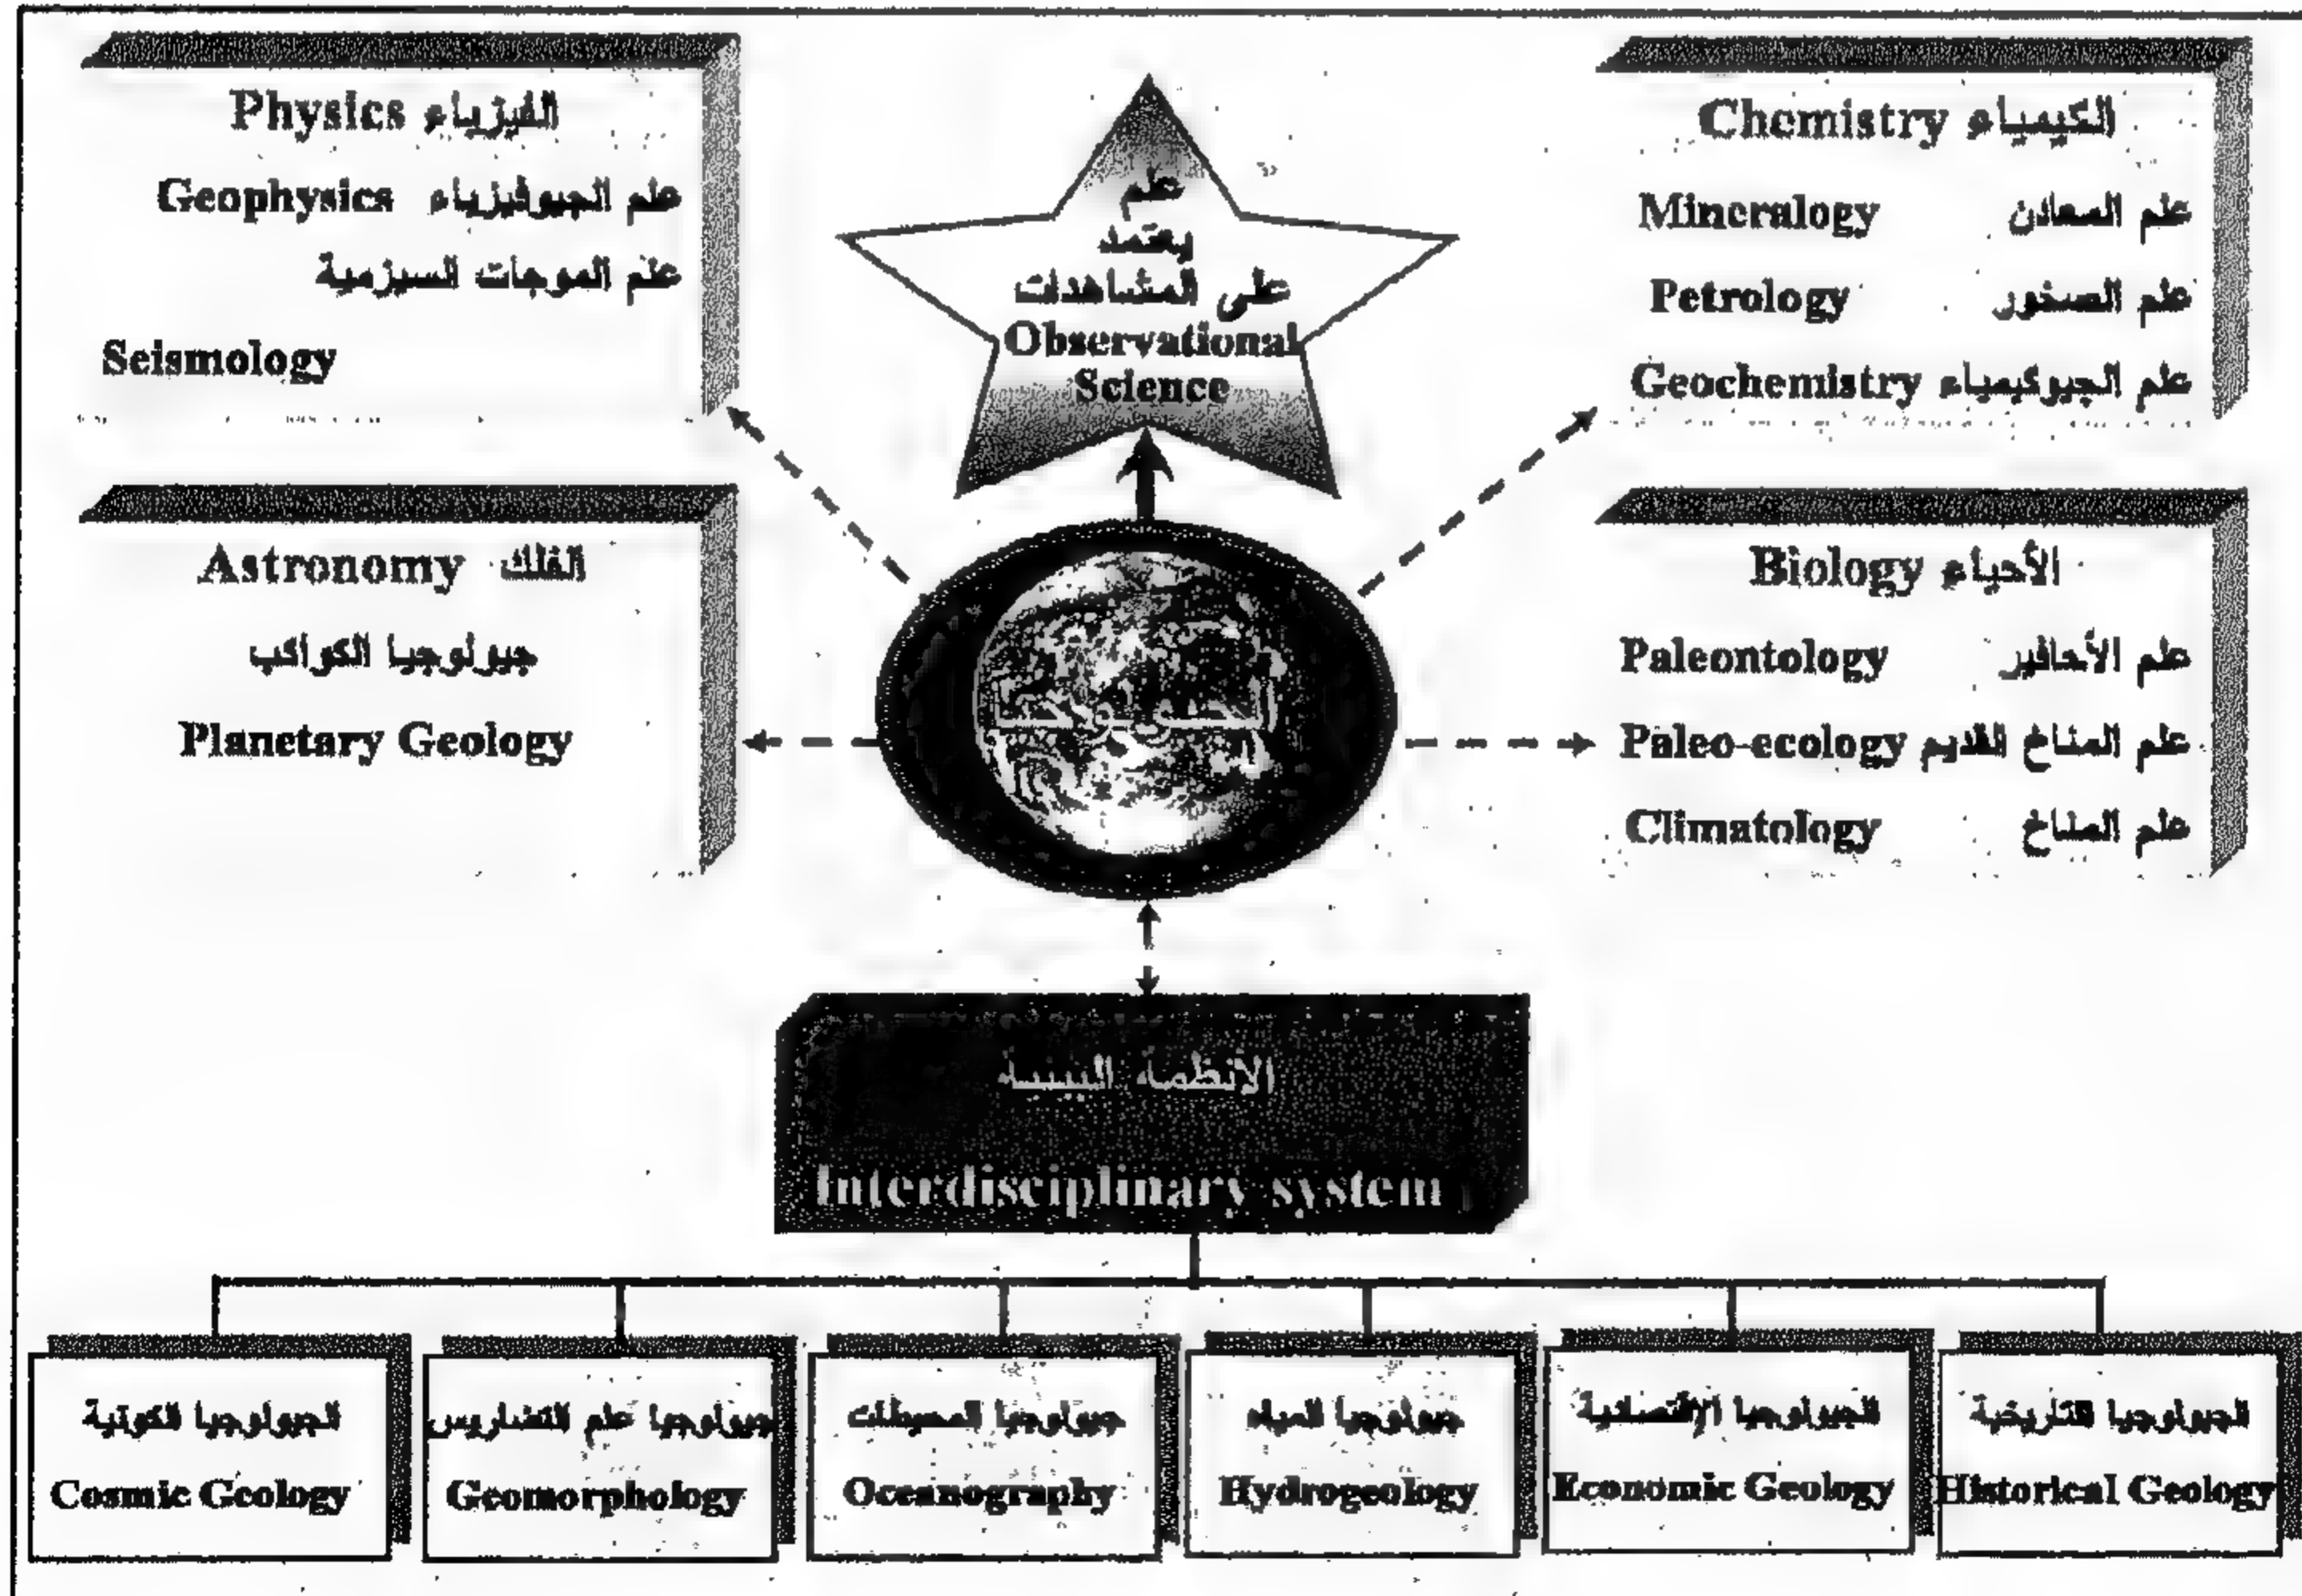 Physics الفيزياء
Geophysics علم الجيوفيزياء
علم الموجات السيزمية
Seismology
علم
يعتمد
على المشاهدات
Observational
Science
Chemistry الكيمياء
Mineralogy علم المعادن
Petrology علم الصخور
Geochemistry علم الجيوكيمياء
Astronomy الفلك
جيولوجيا الكواكب
Planetary Geology
الجيولوجيا
Biology الأحياء
Paleontology علم الأحافير
Paleo-ecology علم المناخ القديم
Climatology علم المناخ
الأنظمة البينية
Interdisciplinary system
الجيولوجيا الكونية
Cosmic Geology
جيولوجيا علم التضاريس
Geomorphology
جيولوجيا المحيطات
Oceanography
جيولوجيا المياه
Hydrogeology
الجيولوجيا الإقتصادية
Economic Geology
الجيولوجيا التاريخية
Historical Geology